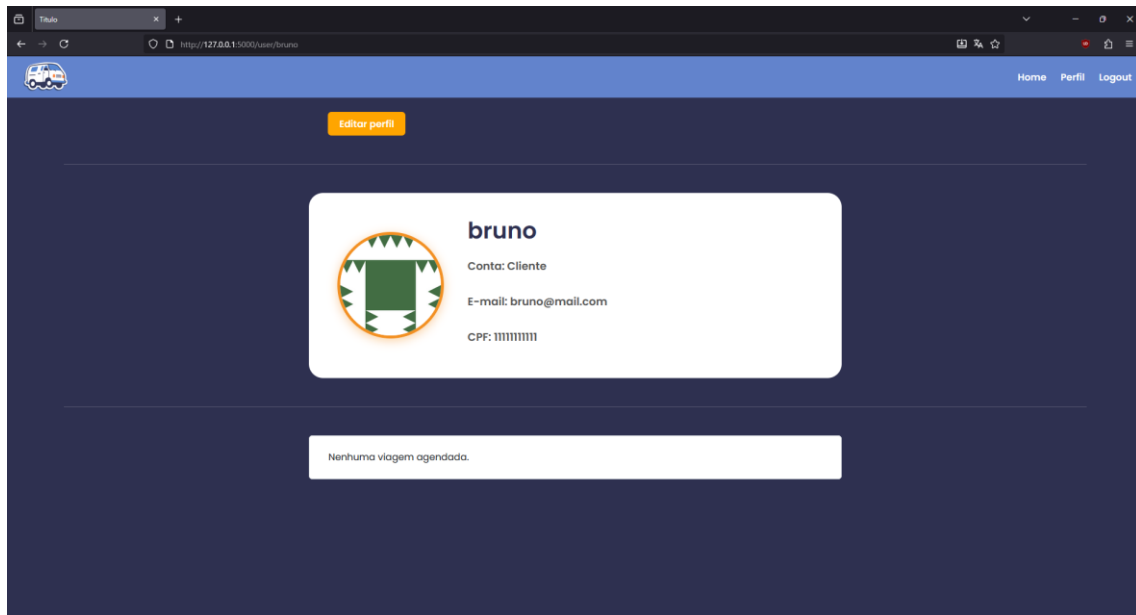 Titulo
http://127.0.0.1:5000/user/bruno
Home Perfil Logout
Editar perfil
bruno
Conta: Cliente
E-mail: bruno@mail.com
CPF: 11111111111
Nenhuma viagem agendada.